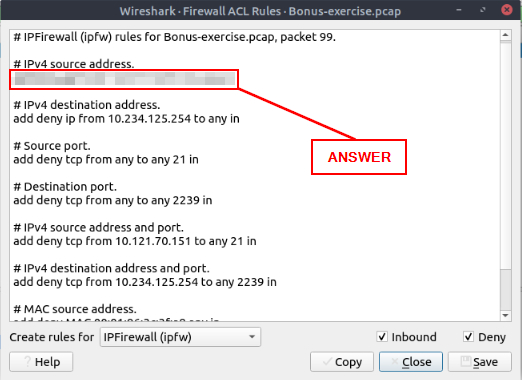 Wireshark · Firewall ACL Rules · Bonus-exercise.pcap
# IPFirewall (ipfw) rules for Bonus-exercise.pcap, packet 99.
# IPv4 source address.
# IPv4 destination address.
add deny ip from 10.234.125.254 to any in
ANSWER
# Source port.
add deny tcp from any to any 21 in
# Destination port.
add deny tcp from any to any 2239 in
# IPv4 source address and port.
add deny tcp from 10.121.70.151 to any 21 in
# IPv4 destination address and port.
add deny tcp from 10.234.125.254 to any 2239 in
# MAC source address.
add deny MAC
Create rules for IPFirewall (ipfw) Inbound Deny
Help Copy Close Save